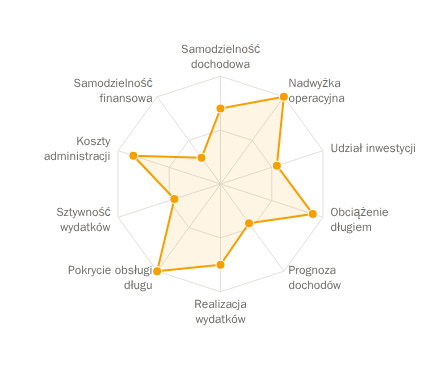 Samodzielność
dochodowa
Nadwyżka
operacyjna
Udział inwestycji
Obciążenie
długiem
Prognoza
dochodów
Realizacja
wydatków
Pokrycie obsługi
długu
Sztywność
wydatków
Koszty
administracji
Samodzielność
finansowa